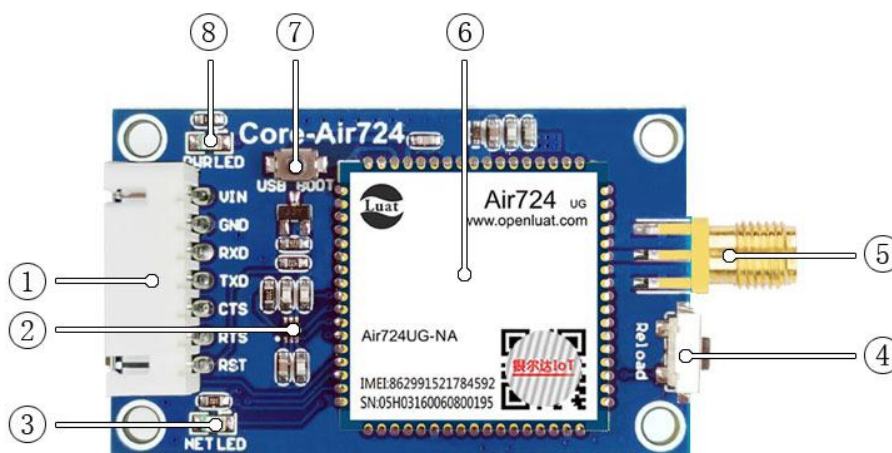 ⑧
⑦
⑥
Core-Air724
PWR LED
USB BOOT
VIN
GND
RXD
TXD
CTS
RTS
RST
NET LED
Luat
Air724 UG
www.openluat.com
Air724UG-NA
银尔达IoT
IMEI:862991521784592
SN:05H03160060800195
Reload
①
②
③
④
⑤